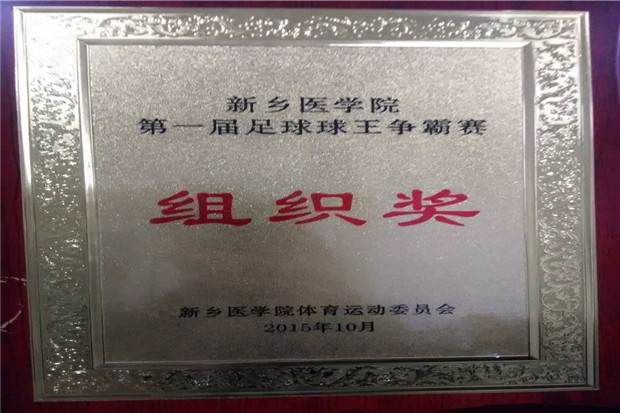 新乡医学院
第一届足球球王争霸赛
组织奖
新乡医学院体育运动委员会
2015年10月